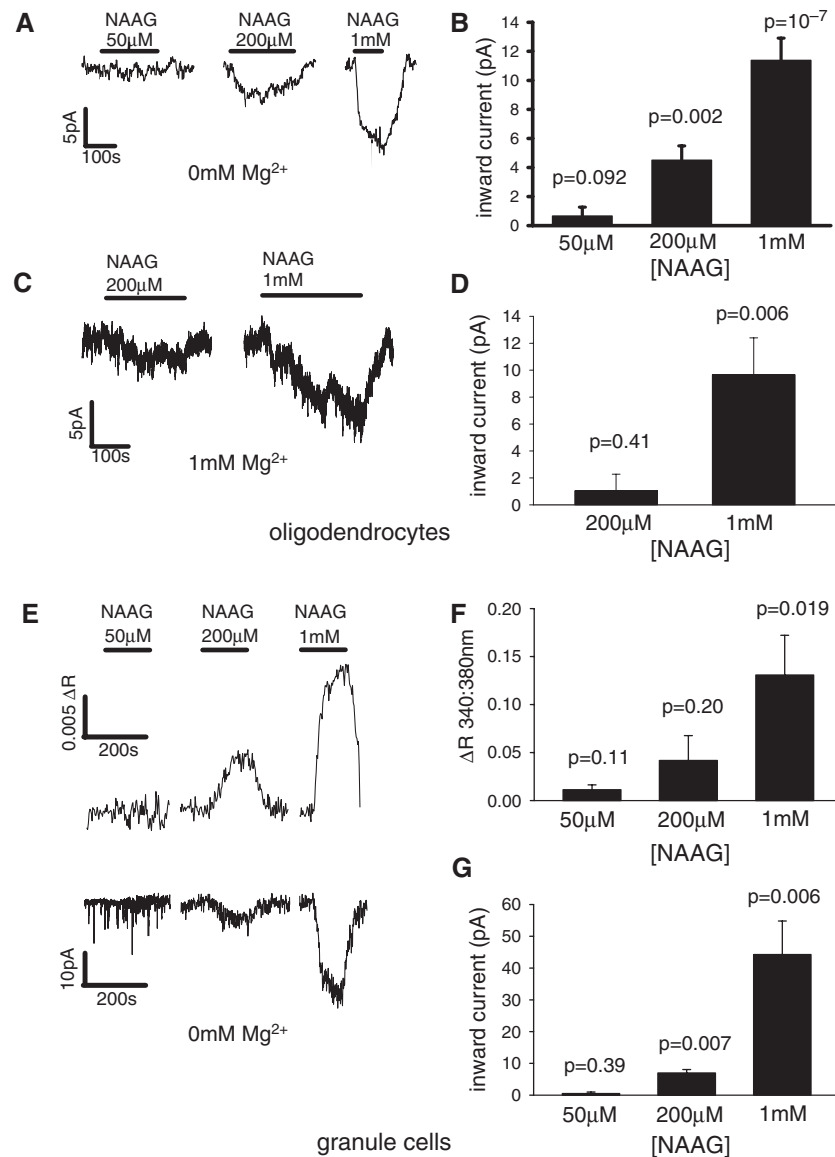 A
NAAG
50μM
NAAG
200μM
NAAG
1mM
5pA
100s
0mM Mg²⁺
B
inward current (pA)
14
12
10
8
6
4
2
0
p=0.092
p=0.002
p=10⁻⁷
50μM
200μM
1mM
[NAAG]
C
NAAG
200μM
NAAG
1mM
5pA
100s
1mM Mg²⁺
D
inward current (pA)
14
12
10
8
6
4
2
0
p=0.41
p=0.006
200μM
1mM
[NAAG]
oligodendrocytes
E
NAAG
50μM
NAAG
200μM
NAAG
1mM
0.005 ΔR
200s
10pA
200s
0mM Mg²⁺
F
ΔR 340:380nm
0.20
0.15
0.10
0.05
0.00
p=0.11
p=0.20
p=0.019
50μM
200μM
1mM
[NAAG]
G
inward current (pA)
60
50
40
30
20
10
0
p=0.39
p=0.007
p=0.006
50μM
200μM
1mM
[NAAG]
granule cells